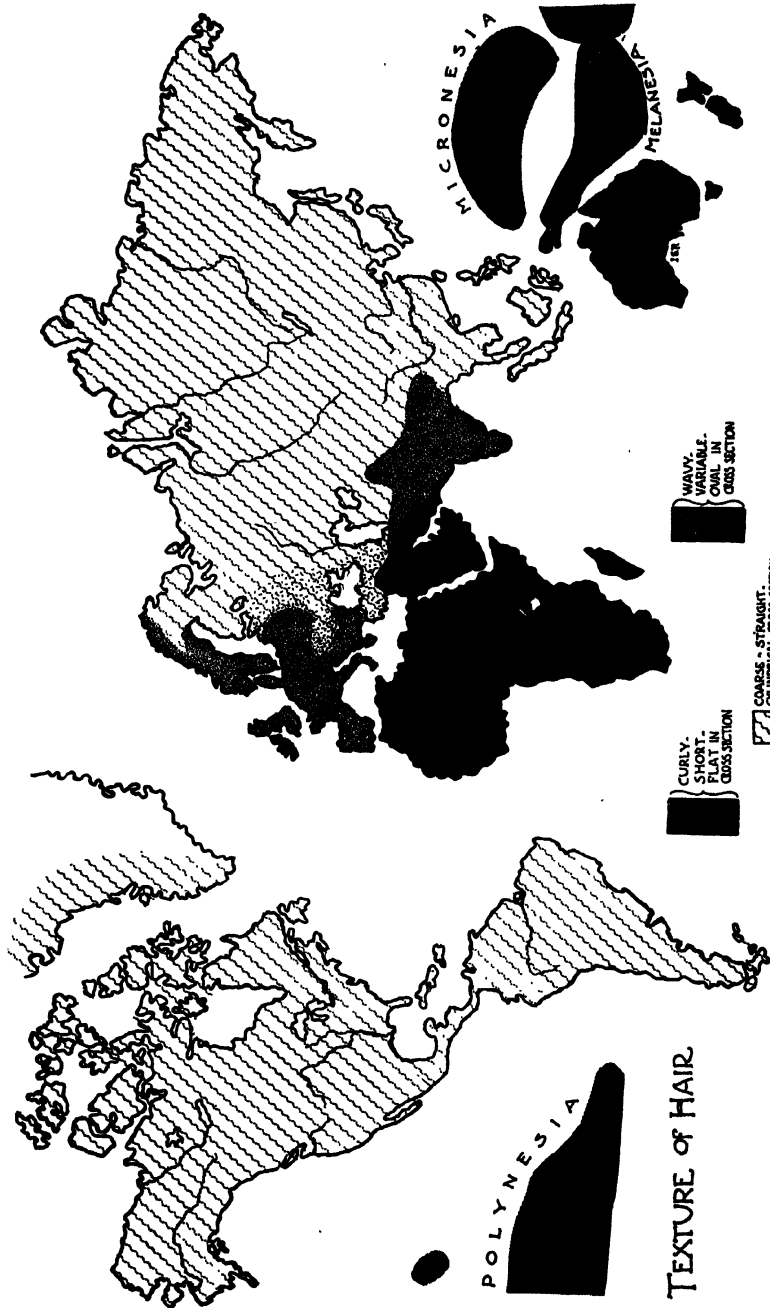 TEXTURE OF HAIR
POLYNESIA
MICRONESIA
MELANESIA
CURLY-
SHORT-
FLAT IN
CROSS SECTION
COARSE - STRAIGHT-
WAVY-
VARIABLE-
OVAL IN
CROSS SECTION